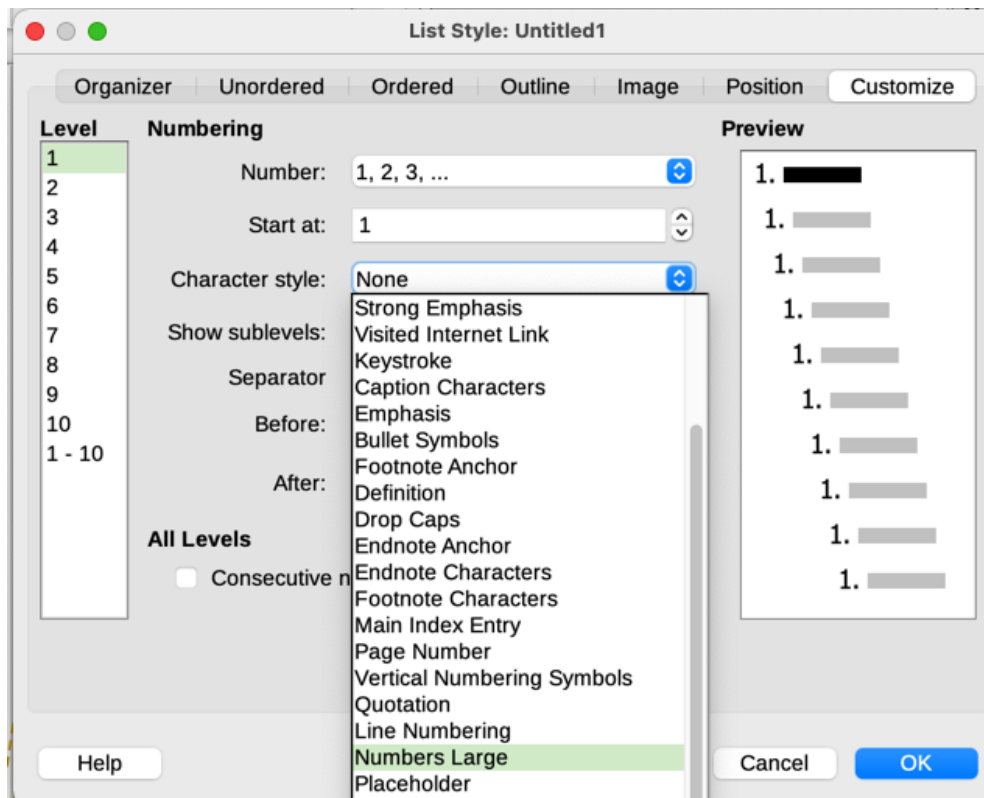 List Style: Untitled1
Organizer Unordered Ordered Outline Image Position Customize
Level
1
2
3
4
5
6
7
8
9
10
1 - 10
Numbering
Number: 1, 2, 3, ...
Start at: 1
Character style: None
Show sublevels:
Separator
Before:
After:
All Levels
Consecutive n
Strong Emphasis
Visited Internet Link
Keystroke
Caption Characters
Emphasis
Bullet Symbols
Footnote Anchor
Definition
Drop Caps
Endnote Anchor
Endnote Characters
Footnote Characters
Main Index Entry
Page Number
Vertical Numbering Symbols
Quotation
Line Numbering
Numbers Large
Placeholder
Preview
1.
1.
1.
1.
1.
1.
1.
1.
1.
1.
Help Cancel OK